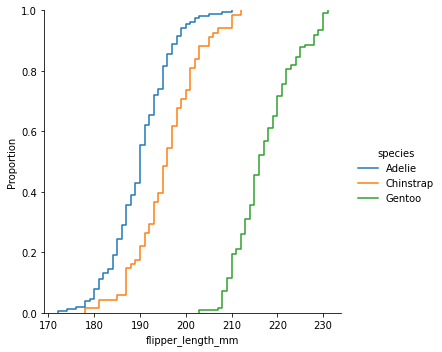 1.0
0.8
0.6
0.4
0.2
0.0
Proportion
170 180 190 200 210 220 230
flipper_length_mm
species
Adelie
Chinstrap
Gentoo